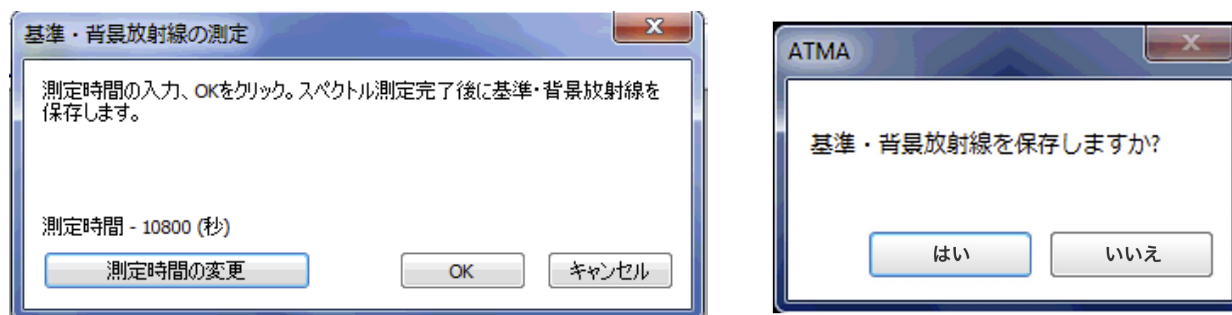 基準・背景放射線の測定
測定時間の入力、OKをクリック。スペクトル測定完了後に基準・背景放射線を
保存します。
測定時間 - 10800 (秒)
測定時間の変更
OK
キャンセル
ATMA
基準・背景放射線を保存しますか?
はい
いいえ